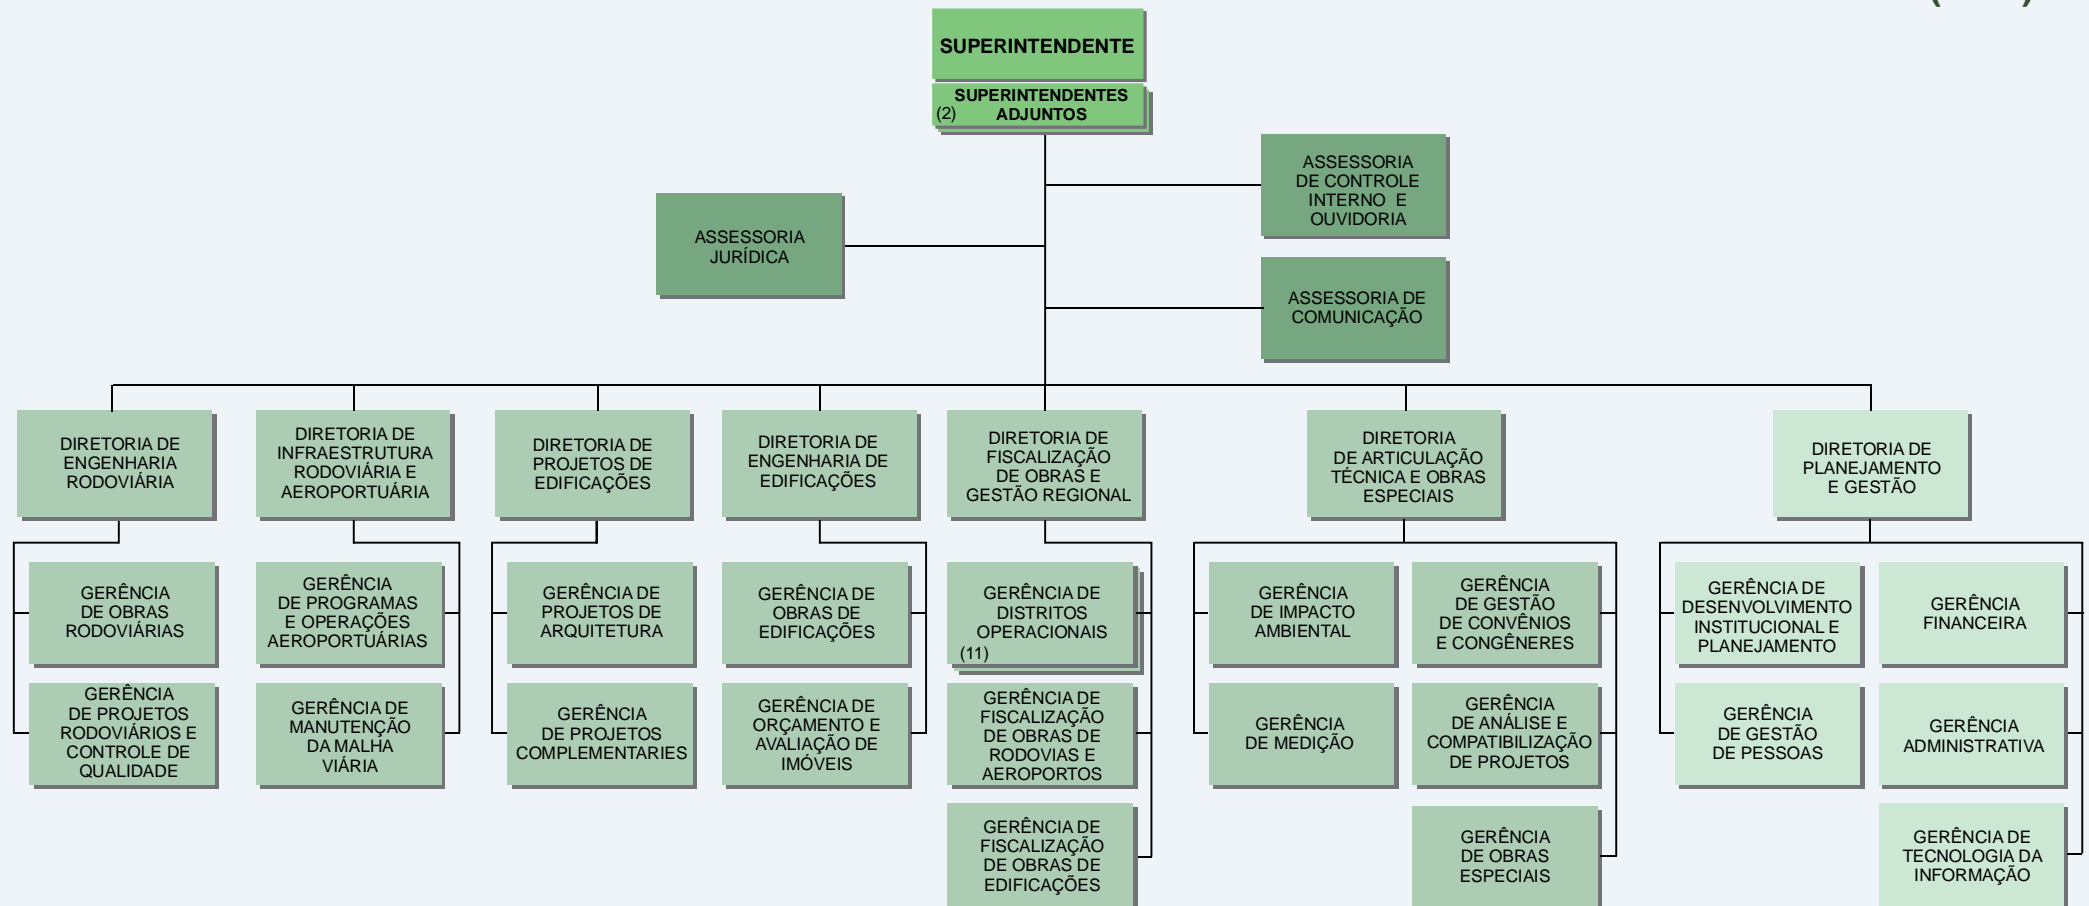 SUPERINTENDENTE
SUPERINTENDENTES
(2) ADJUNTOS
ASSESSORIA
DE CONTROLE
INTERNO E
OUVIDORIA
ASSESSORIA
JURÍDICA
ASSESSORIA DE
COMUNICAÇÃO
DIRETORIA DE
ENGENHARIA
RODOVIÁRIA
DIRETORIA DE
INFRAESTRUTURA
RODOVIÁRIA E
AEROPORTUÁRIA
DIRETORIA DE
PROJETOS DE
EDIFICAÇÕES
DIRETORIA DE
ENGENHARIA DE
EDIFICAÇÕES
DIRETORIA DE
FISCALIZAÇÃO
DE OBRAS E
GESTÃO REGIONAL
DIRETORIA
DE ARTICULAÇÃO
TÉCNICA E OBRAS
ESPECIAIS
DIRETORIA DE
PLANEJAMENTO
E GESTÃO
GERÊNCIA
DE OBRAS
RODOVIÁRIAS
GERÊNCIA
DE PROGRAMAS
E OPERAÇÕES
AEROPORTUÁRIAS
GERÊNCIA DE
PROJETOS DE
ARQUITETURA
GERÊNCIA DE
OBRAS DE
EDIFICAÇÕES
GERÊNCIA DE
DISTRITOS
OPERACIONAIS
(11)
GERÊNCIA
DE IMPACTO
AMBIENTAL
GERÊNCIA
DE GESTÃO
DE CONVÊNIOS
E CONGÊNERES
GERÊNCIA DE
DESENVOLVIMENTO
INSTITUCIONAL E
PLANEJAMENTO
GERÊNCIA
FINANCEIRA
GERÊNCIA
DE PROJETOS
RODOVIÁRIOS E
CONTROLE DE
QUALIDADE
GERÊNCIA DE
MANUTENÇÃO
DA MALHA
VIÁRIA
GERÊNCIA
DE PROJETOS
COMPLEMENTARIES
GERÊNCIA DE
ORÇAMENTO E
AVALIAÇÃO DE
IMÓVEIS
GERÊNCIA DE
FISCALIZAÇÃO
DE OBRAS DE
RODOVIAS E
AEROPORTOS
GERÊNCIA
DE MEDIÇÃO
GERÊNCIA
DE ANÁLISE E
COMPATIBILIZAÇÃO
DE PROJETOS
GERÊNCIA
DE GESTÃO
DE PESSOAS
GERÊNCIA
ADMINISTRATIVA
GERÊNCIA DE
FISCALIZAÇÃO
DE OBRAS DE
EDIFICAÇÕES
GERÊNCIA
DE OBRAS
ESPECIAIS
GERÊNCIA DE
TECNOLOGIA DA
INFORMAÇÃO